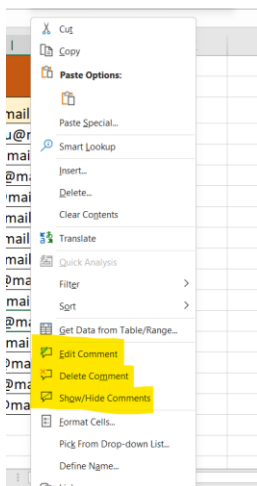 Cut
Copy
Paste Options:
Paste Special...
Smart Lookup
Insert...
Delete...
Clear Contents
Translate
Quick Analysis
Filter
Sort
Get Data from Table/Range...
Edit Comment
Delete Comment
Show/Hide Comments
Format Cells...
Pick From Drop-down List...
Define Name...